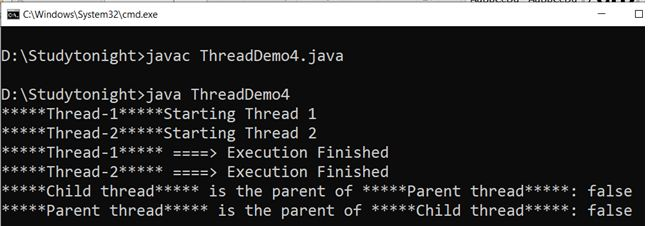 C:\Windows\System32\cmd.exe
D:\Studytonight>javac ThreadDemo4.java
D:\Studytonight>java ThreadDemo4
*****Thread-1*****Starting Thread 1
*****Thread-2*****Starting Thread 2
*****Thread-1***** ====> Execution Finished
*****Thread-2***** ====> Execution Finished
*****Child thread***** is the parent of *****Parent thread*****: false
*****Parent thread***** is the parent of *****Child thread*****: false